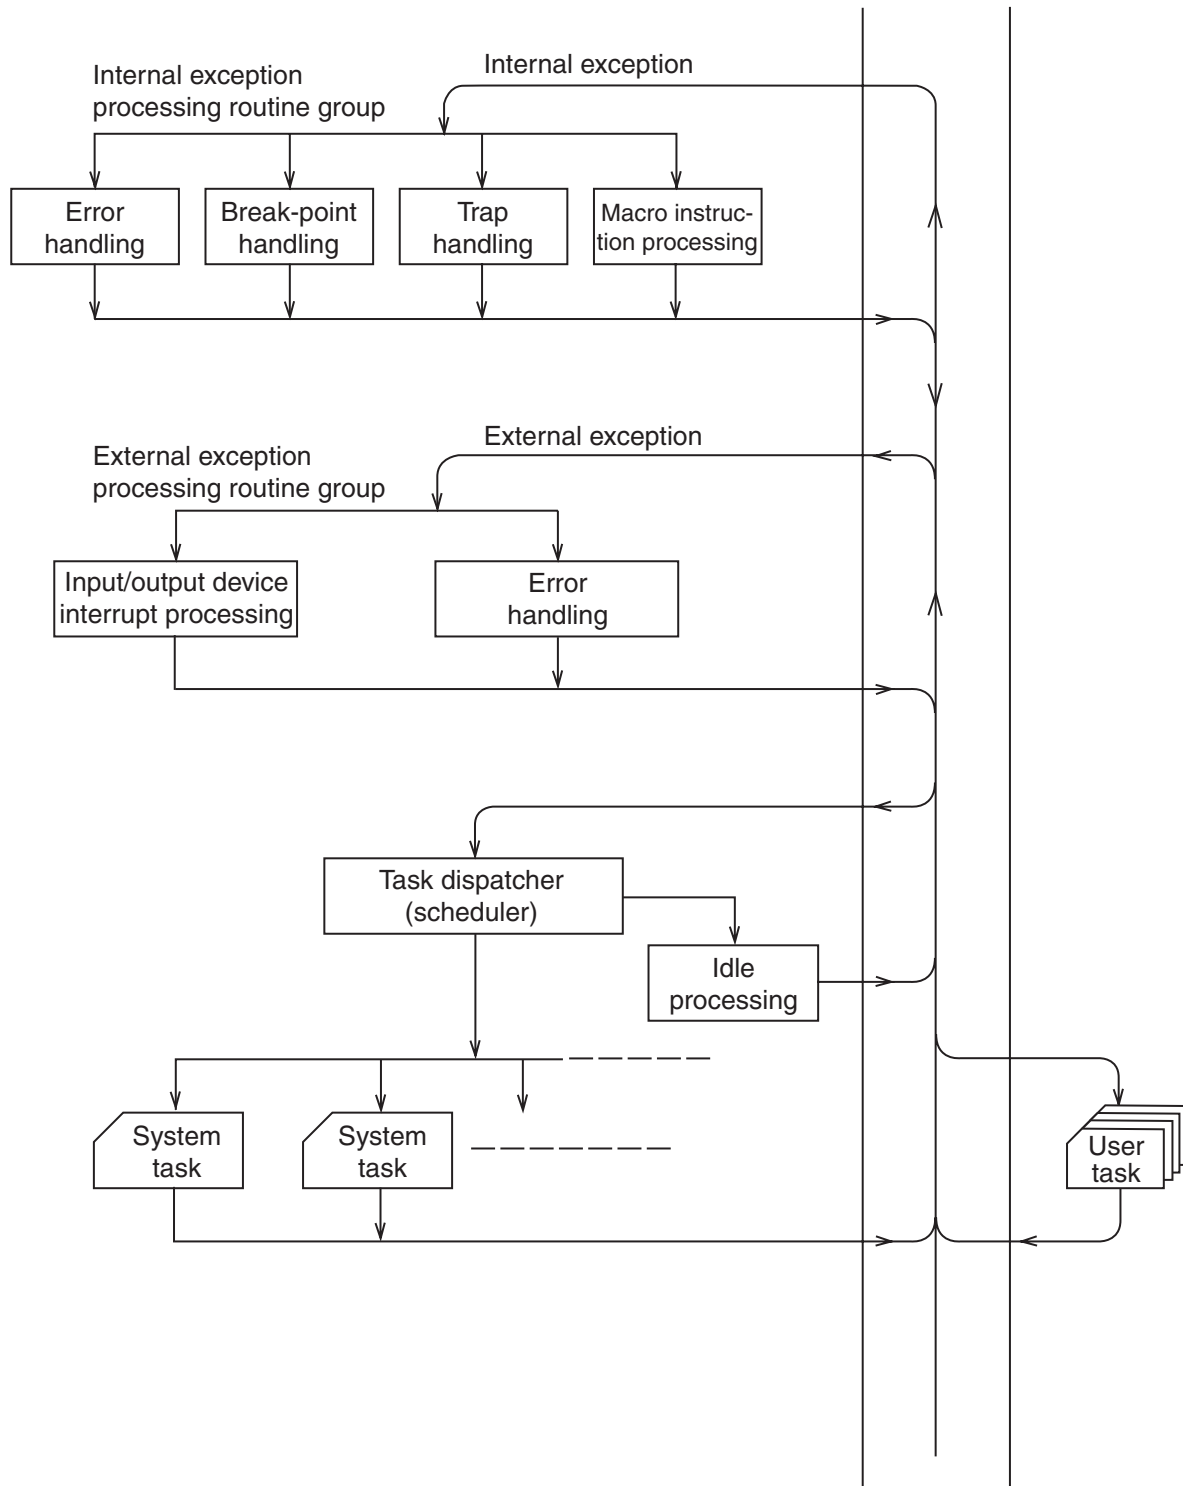 Internal exception
processing routine group
Internal exception
Error
handling
Break-point
handling
Trap
handling
Macro instruc-
tion processing
External exception
processing routine group
External exception
Input/output device
interrupt processing
Error
handling
Task dispatcher
(scheduler)
Idle
processing
System
task
System
task
User
task